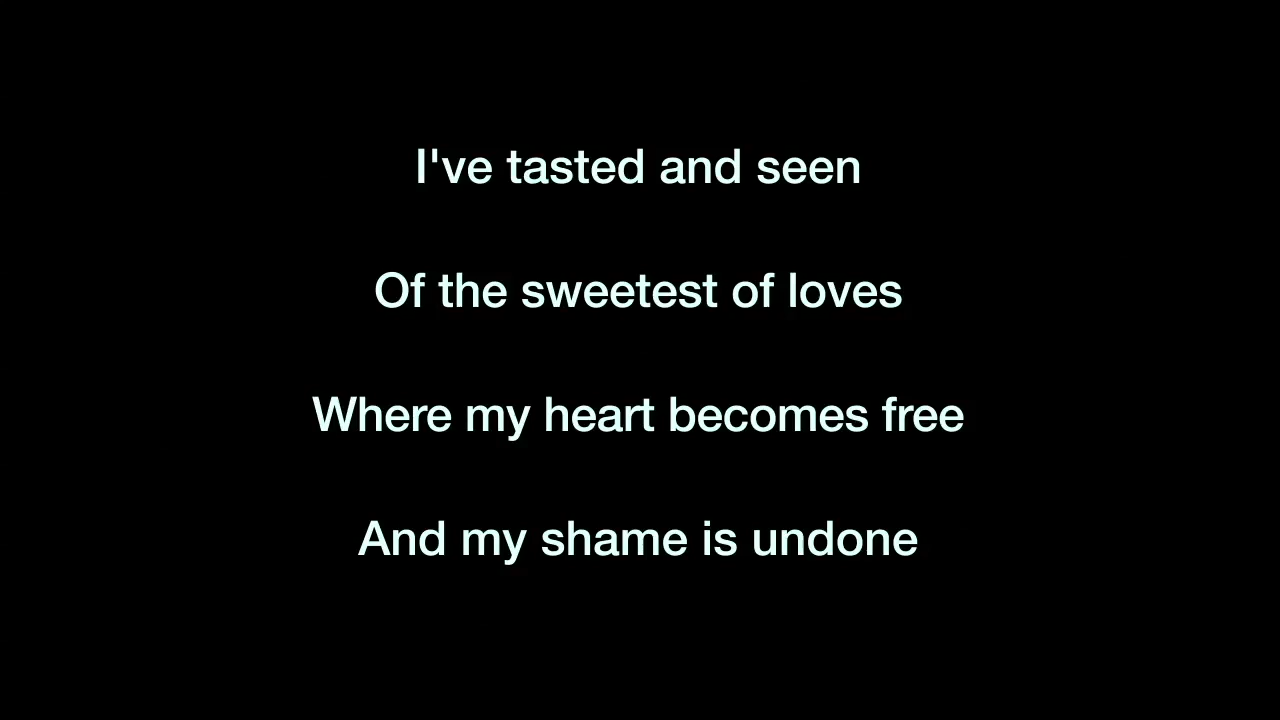 I've tasted and seen
Of the sweetest of loves
Where my heart becomes free
And my shame is undone